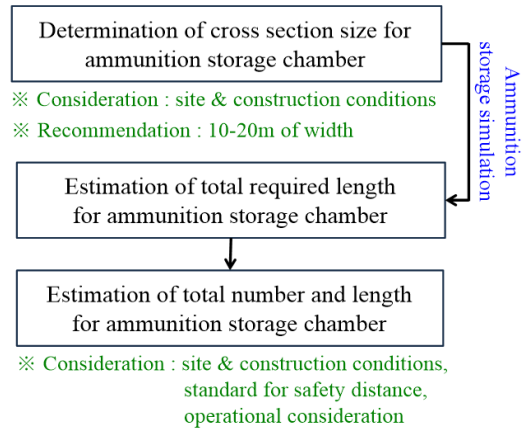 Determination of cross section size for
ammunition storage chamber
※ Consideration : site & construction conditions
※ Recommendation : 10-20m of width
Ammunition
storage simulation
Estimation of total required length
for ammunition storage chamber
Estimation of total number and length
for ammunition storage chamber
※ Consideration : site & construction conditions,
standard for safety distance,
operational consideration